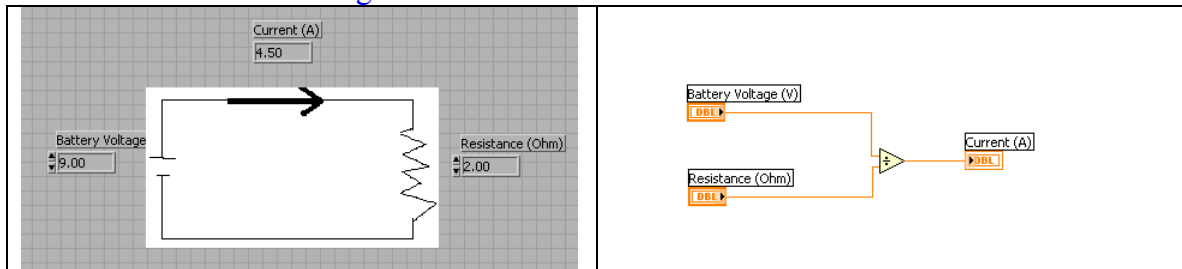 Current (A)
4.50
Battery Voltage
9.00
Resistance (Ohm)
2.00
Battery Voltage (V)
DBL
Current (A)
DBL
÷
Resistance (Ohm)
DBL